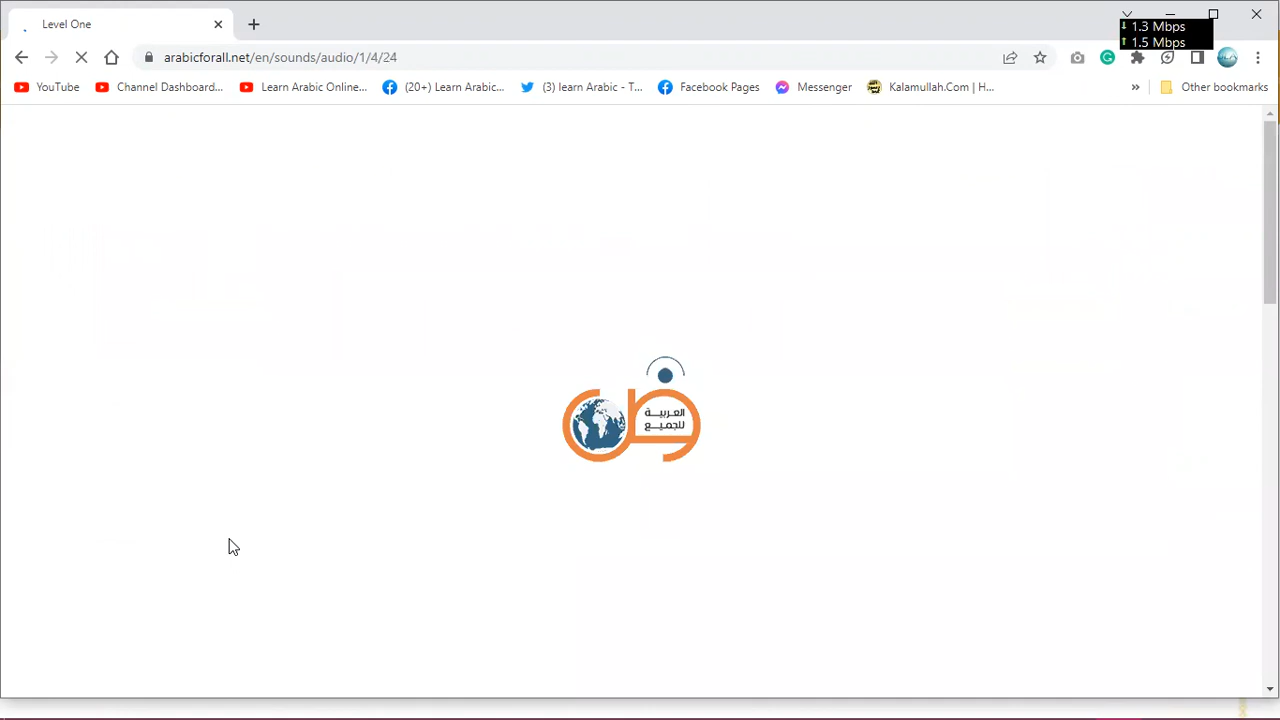 Level One
1.3 Mbps
1.5 Mbps
arabicforall.net/en/sounds/audio/1/4/24
YouTube
Channel Dashboard...
Learn Arabic Online...
(20+) Learn Arabic...
(3) learn Arabic - T...
Facebook Pages
Messenger
Kalamullah.Com | H...
»
Other bookmarks
العربية
للجميع